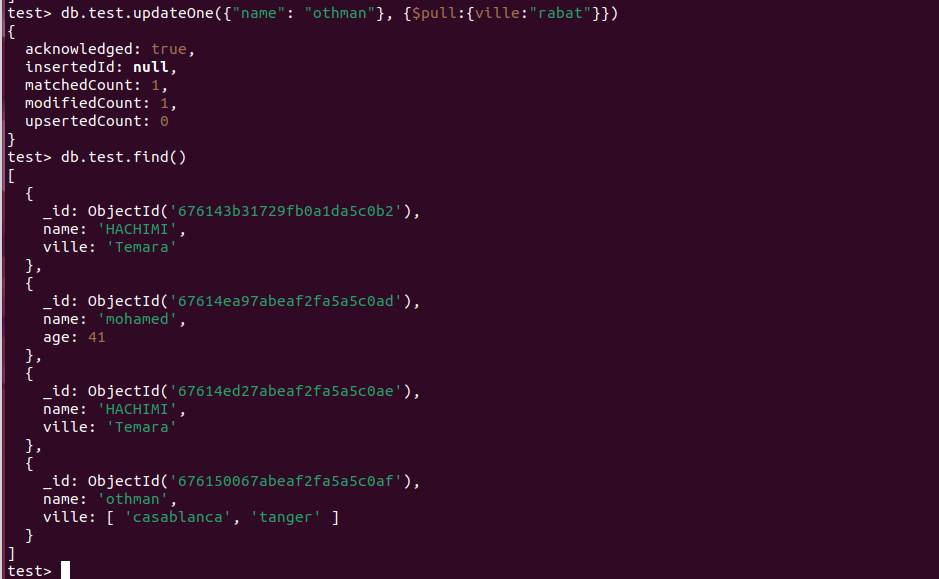 test> db.test.updateOne({"name": "othman"}, {$pull:{ville:"rabat"}})
{
  acknowledged: true,
  insertedId: null,
  matchedCount: 1,
  modifiedCount: 1,
  upsertedCount: 0
}
test> db.test.find()
[
  {
    _id: ObjectId('676143b31729fb0a1da5c0b2'),
    name: 'HACHIMI',
    ville: 'Temara'
  },
  {
    _id: ObjectId('67614ea97abeaf2fa5a5c0ad'),
    name: 'mohamed',
    age: 41
  },
  {
    _id: ObjectId('67614ed27abeaf2fa5a5c0ae'),
    name: 'HACHIMI',
    ville: 'Temara'
  },
  {
    _id: ObjectId('676150067abeaf2fa5a5c0af'),
    name: 'othman',
    ville: [ 'casablanca', 'tanger' ]
  }
]
test>